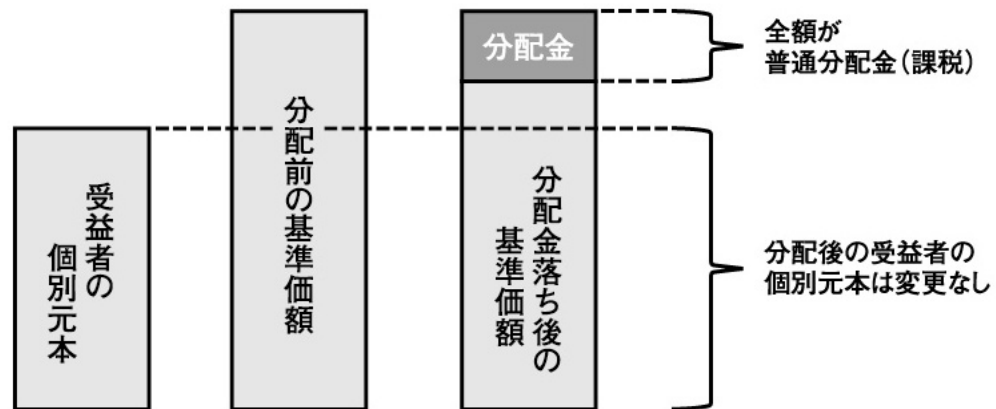 受益者の
個別元本
分配前の基準価額
分配金
分配金落ち後の
基準価額
全額が
普通分配金(課税)
分配後の受益者の
個別元本は変更なし